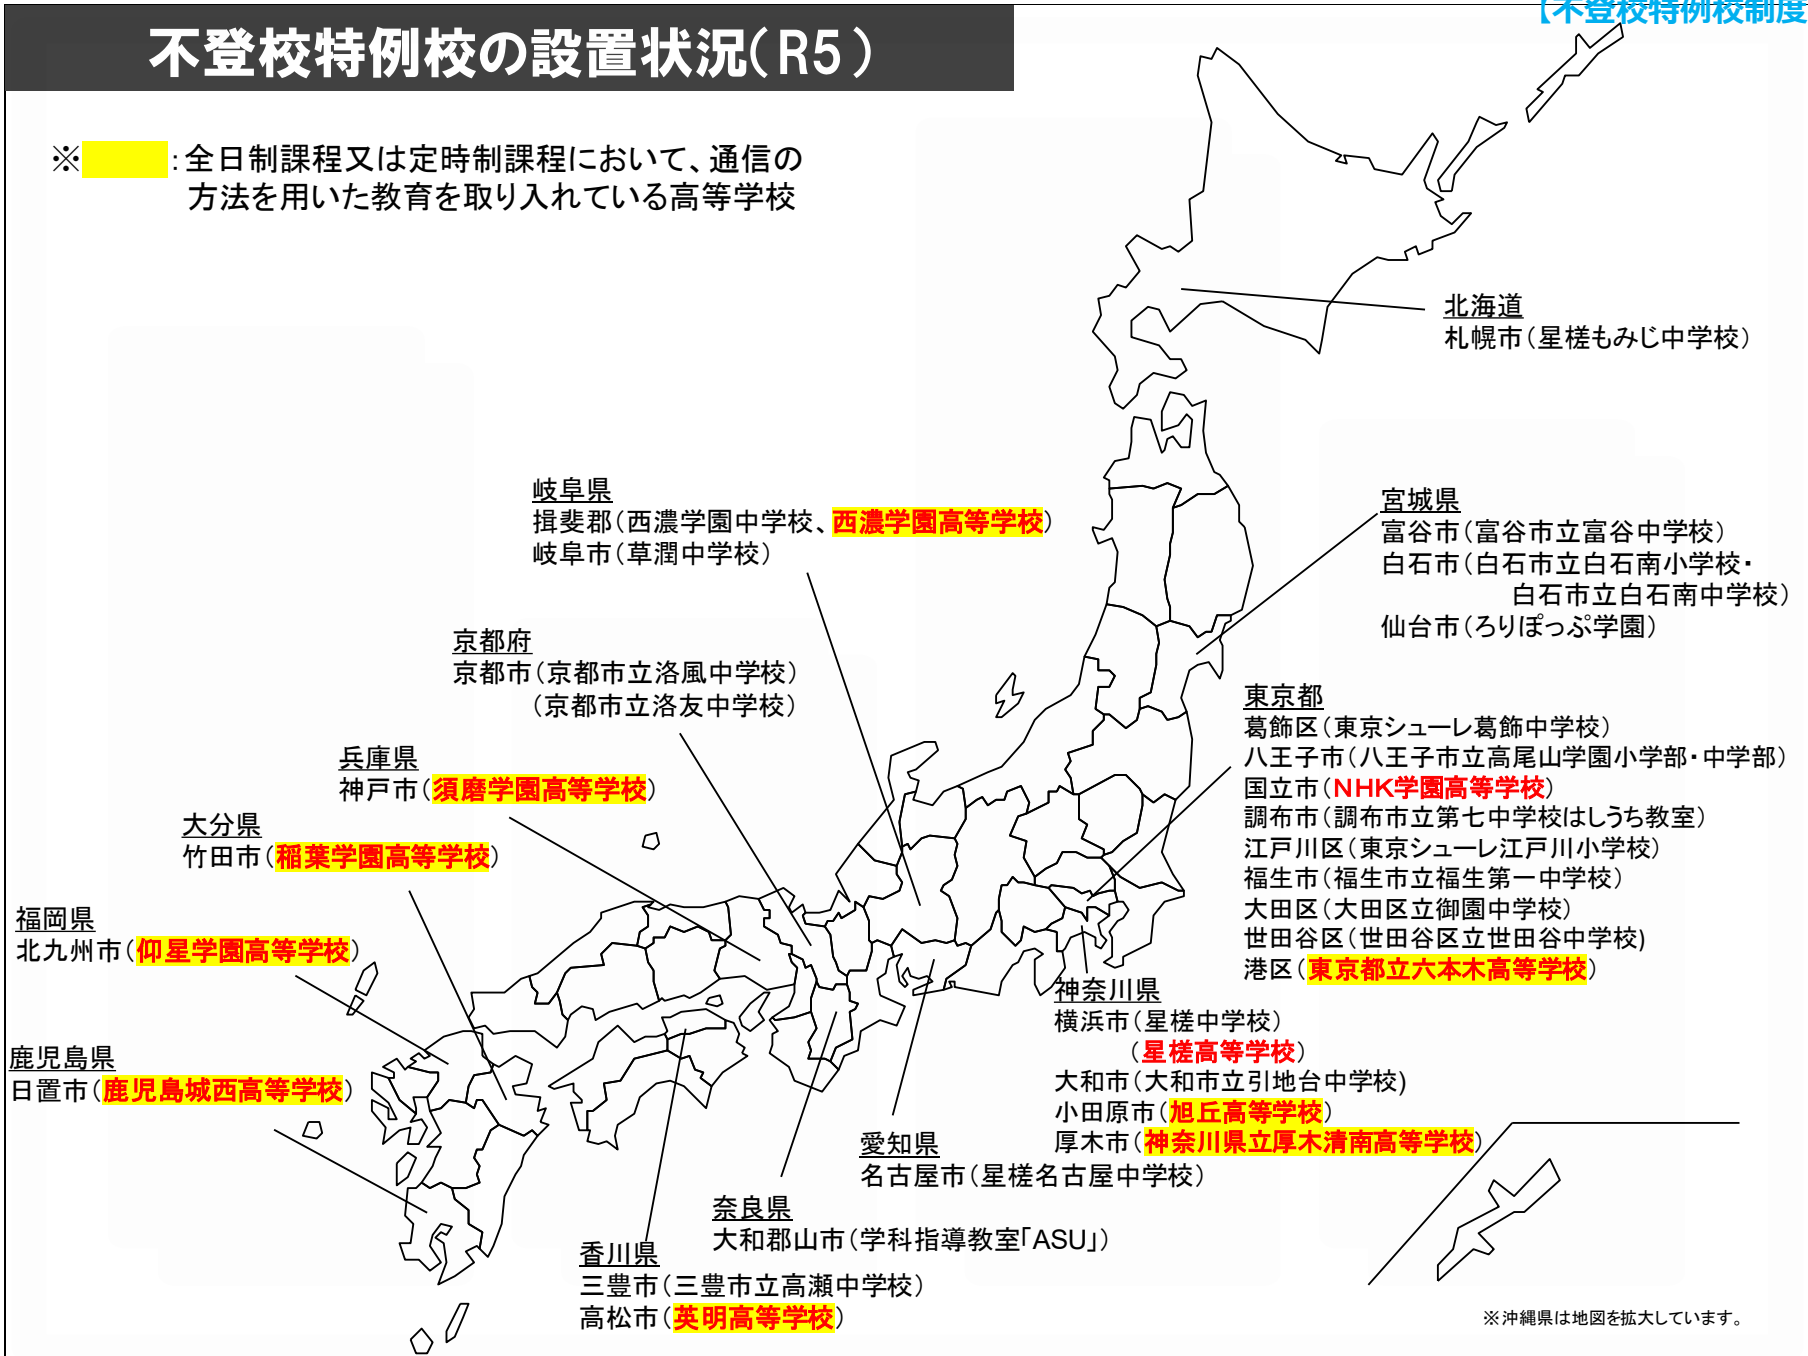 【不登校特例校制度
不登校特例校の設置状況(R5)
※　　：全日制課程又は定時制課程において、通信の
方法を用いた教育を取り入れている高等学校
北海道
札幌市（星槎もみじ中学校）
岐阜県
揖斐郡（西濃学園中学校、西濃学園高等学校）
岐阜市（草潤中学校）
宮城県
富谷市（富谷市立富谷中学校）
白石市（白石市立白石南小学校・
白石市立白石南中学校）
仙台市（ろりぽっぷ学園）
京都府
京都市（京都市立洛風中学校）
（京都市立洛友中学校）
東京都
葛飾区（東京シューレ葛飾中学校）
八王子市（八王子市立高尾山学園小学部・中学部）
国立市（NHK学園高等学校）
調布市（調布市立第七中学校はしうち教室）
江戸川区（東京シューレ江戸川小学校）
福生市（福生市立福生第一中学校）
大田区（大田区立御園中学校）
世田谷区（世田谷区立世田谷中学校)
港区（東京都立六本木高等学校）
兵庫県
神戸市（須磨学園高等学校）
大分県
竹田市（稲葉学園高等学校）
福岡県
北九州市（仰星学園高等学校）
鹿児島県
日置市（鹿児島城西高等学校）
神奈川県
横浜市（星槎中学校）
（星槎高等学校）
大和市（大和市立引地台中学校)
小田原市（旭丘高等学校）
厚木市（神奈川県立厚木清南高等学校）
愛知県
名古屋市（星槎名古屋中学校）
奈良県
大和郡山市（学科指導教室「ASU」）
香川県
三豊市（三豊市立高瀬中学校）
高松市（英明高等学校）
※沖縄県は地図を拡大しています。